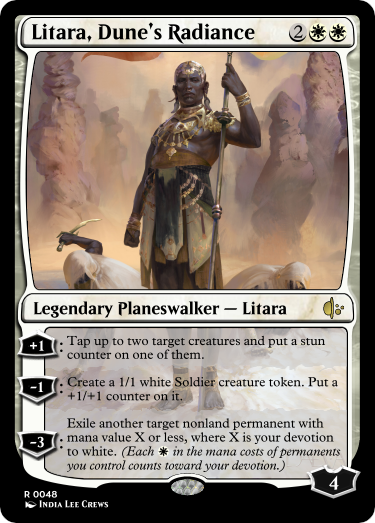 Litara, Dune's Radiance 2
Legendary Planeswalker — Litara
+1: Tap up to two target creatures and put a stun
counter on one of them.
−1: Create a 1/1 white Soldier creature token. Put a
+1/+1 counter on it.
−3: Exile another target nonland permanent with
mana value X or less, where X is your devotion
to white. (Each in the mana costs of permanents
you control counts toward your devotion.)
4
R 0048
India Lee Crews